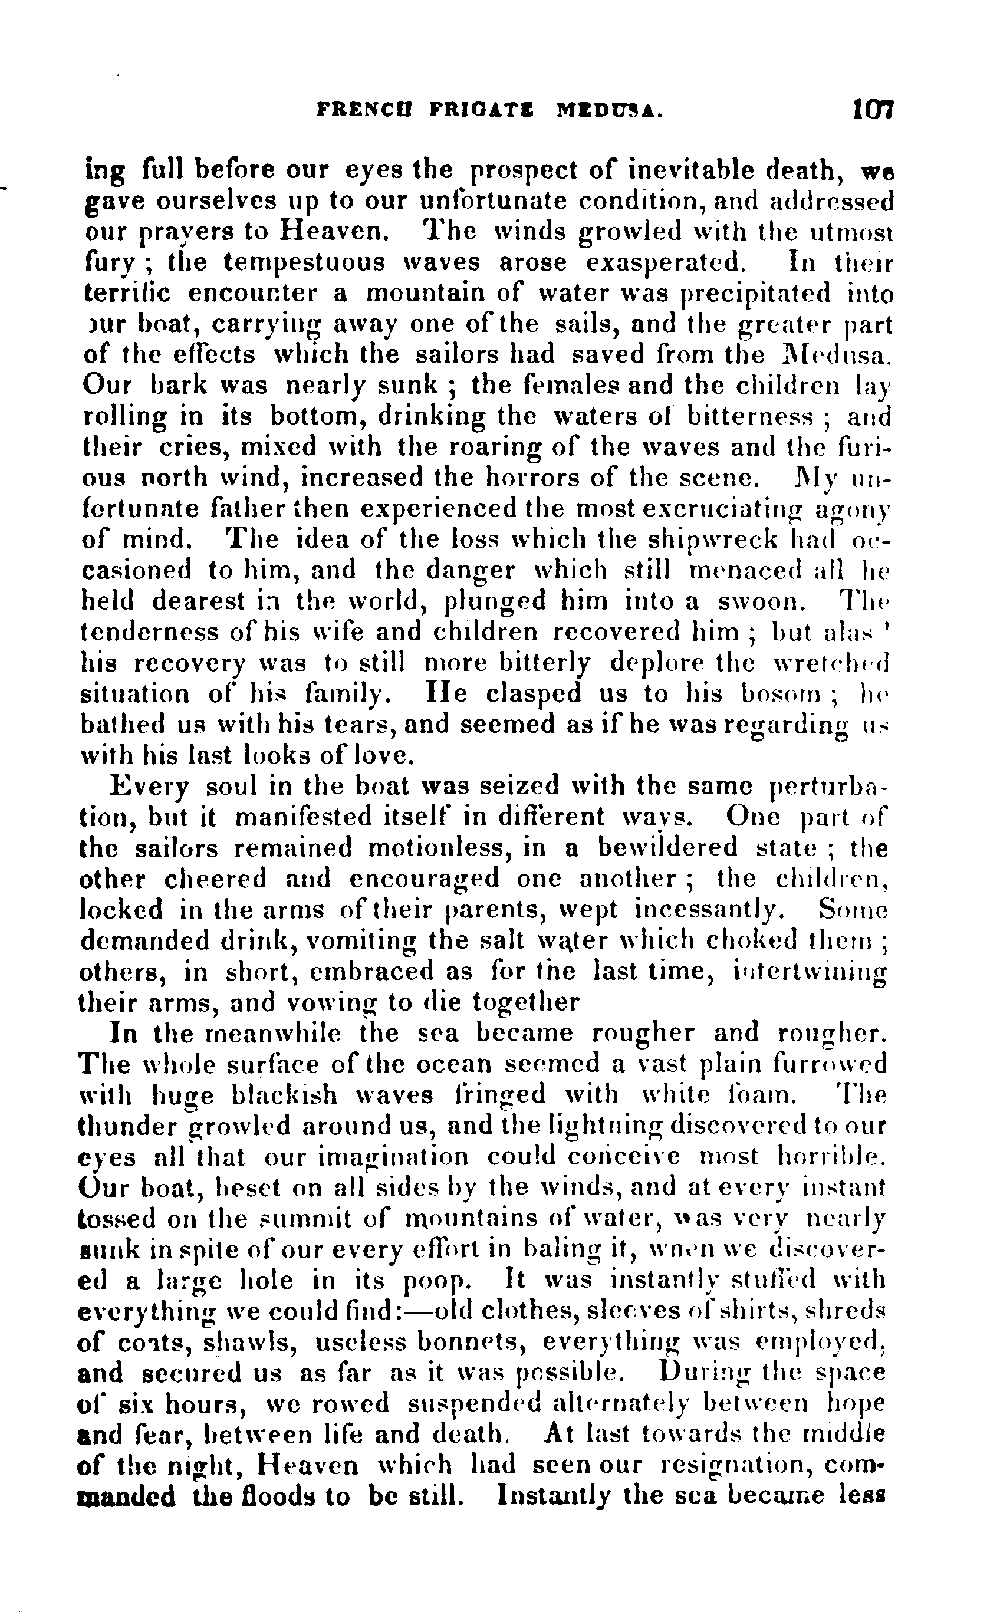 FRENCH FRIGATE MEDUSA. 107
ing full before our eyes the prospect of inevitable death, we
gave ourselves up to our unfortunate condition, and addressed
our prayers to Heaven. The winds growled with the utmost
fury ; the tempestuous waves arose exasperated. In their
terrific encounter a mountain of water was precipitated into
our boat, carrying away one of the sails, and the greater part
of the effects which the sailors had saved from the Medusa.
Our bark was nearly sunk ; the females and the children lay
rolling in its bottom, drinking the waters of bitterness ; and
their cries, mixed with the roaring of the waves and the furi-
ous north wind, increased the horrors of the scene. My un-
fortunate father then experienced the most excruciating agony
of mind. The idea of the loss which the shipwreck had oc-
casioned to him, and the danger which still menaced all he
held dearest in the world, plunged him into a swoon. The
tenderness of his wife and children recovered him ; but alas !
his recovery was to still more bitterly deplore the wretched
situation of his family. He clasped us to his bosom ; he
bathed us with his tears, and seemed as if he was regarding us
with his last looks of love.
Every soul in the boat was seized with the same perturba-
tion, but it manifested itself in different ways. One part of
the sailors remained motionless, in a bewildered state ; the
other cheered and encouraged one another ; the children,
locked in the arms of their parents, wept incessantly. Some
demanded drink, vomiting the salt water which choked them ;
others, in short, embraced as for the last time, intertwining
their arms, and vowing to die together
In the meanwhile the sea became rougher and rougher.
The whole surface of the ocean seemed a vast plain furrowed
with huge blackish waves fringed with white foam. The
thunder growled around us, and the lightning discovered to our
eyes all that our imagination could conceive most horrible.
Our boat, beset on all sides by the winds, and at every instant
tossed on the summit of mountains of water, was very nearly
sunk in spite of our every effort in baling it, when we discover-
ed a large hole in its poop. It was instantly stuffed with
everything we could find:—old clothes, sleeves of shirts, shreds
of coats, shawls, useless bonnets, everything was employed,
and secured us as far as it was possible. During the space
of six hours, we rowed suspended alternately between hope
and fear, between life and death. At last towards the middle
of the night, Heaven which had seen our resignation, com-
manded the floods to be still. Instantly the sea became less